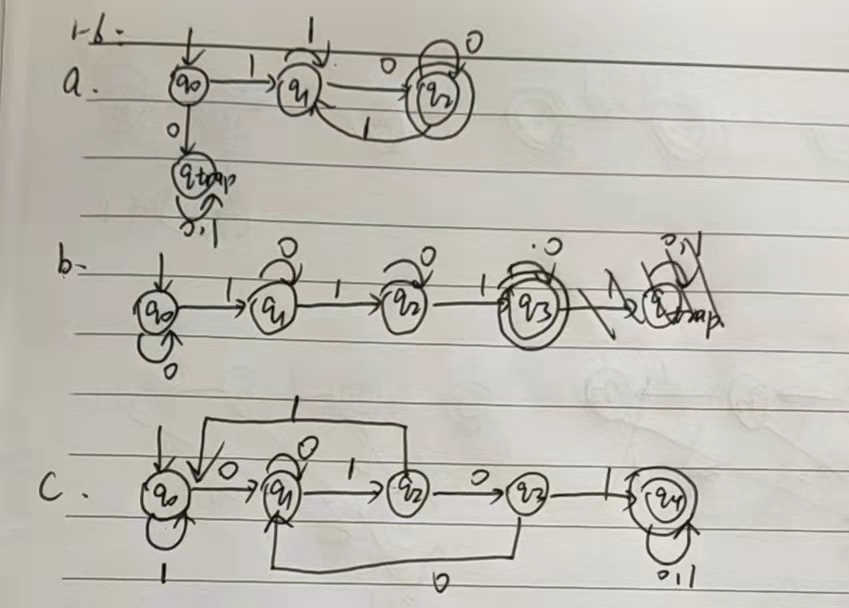 1-6:
1 0
a. q0 1 q1 0 q2
0 1
qtrap
0,1
0 0 0 0,1
b. q0 1 q1 1 q2 1 q3 1 qtrap
0
1
0
c. q0 0 q1 1 q2 0 q3 1 q4
1 0 0,1